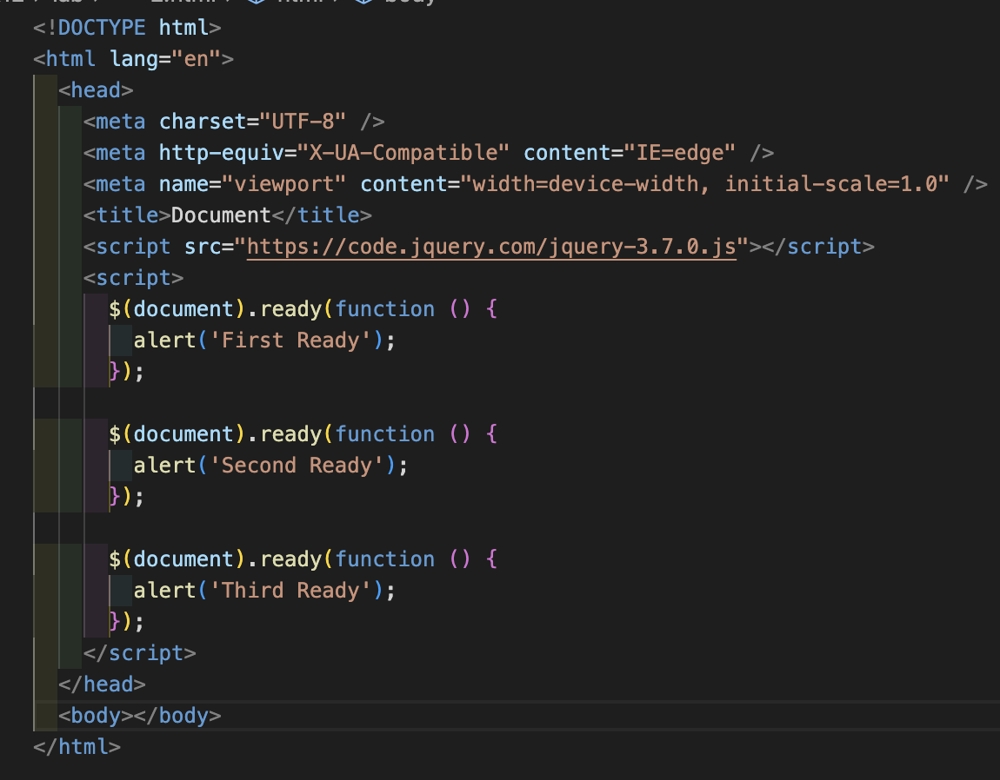 <!DOCTYPE html>
<html lang="en">
<head>
<meta charset="UTF-8" />
<meta http-equiv="X-UA-Compatible" content="IE=edge" />
<meta name="viewport" content="width=device-width, initial-scale=1.0" />
<title>Document</title>
<script src="https://code.jquery.com/jquery-3.7.0.js"></script>
<script>
$(document).ready(function () {
alert('First Ready');
});
$(document).ready(function () {
alert('Second Ready');
});
$(document).ready(function () {
alert('Third Ready');
});
</script>
</head>
<body></body>
</html>